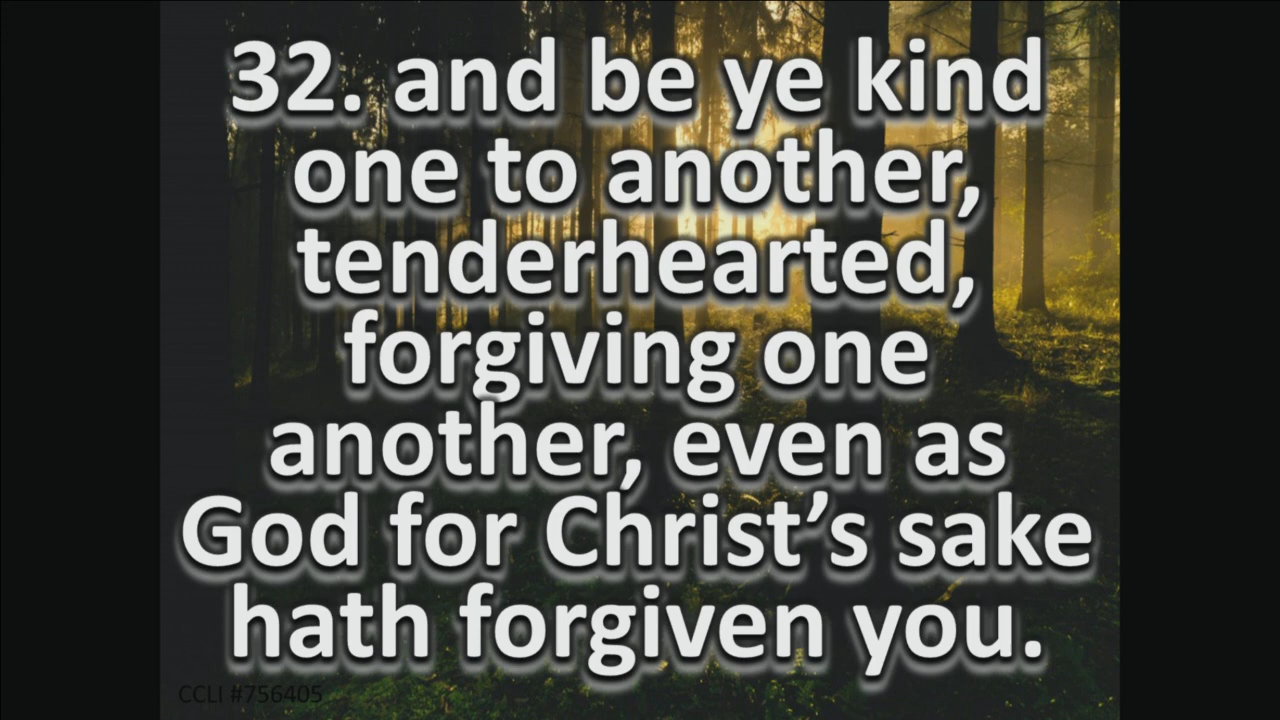 32. and be ye kind
one to another,
tenderhearted,
forgiving one
another, even as
God for Christ’s sake
hath forgiven you.
CCLI #756405